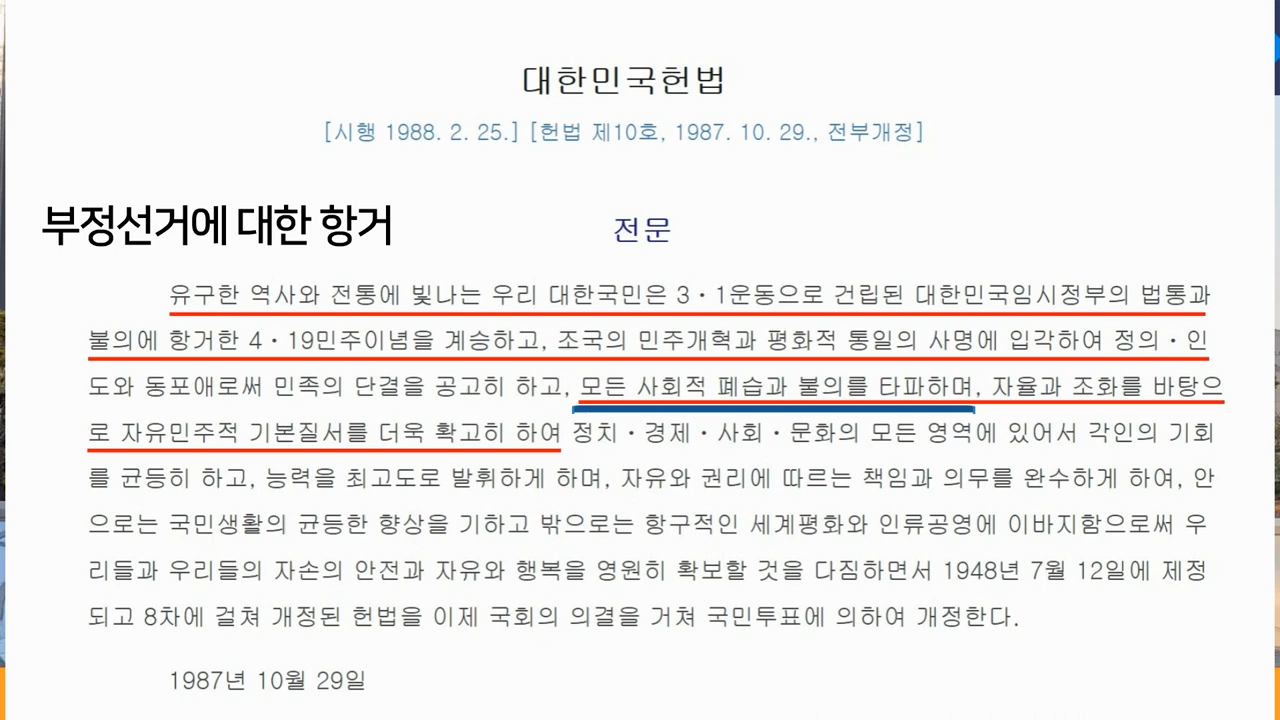 대한민국헌법
[시행 1988. 2. 25.] [헌법 제10호, 1987. 10. 29., 전부개정]
부정선거에 대한 항거
전문
유구한 역사와 전통에 빛나는 우리 대한국민은 3·1운동으로 건립된 대한민국임시정부의 법통과
불의에 항거한 4·19민주이념을 계승하고, 조국의 민주개혁과 평화적 통일의 사명에 입각하여 정의·인
도와 동포애로써 민족의 단결을 공고히 하고, 모든 사회적 폐습과 불의를 타파하며, 자율과 조화를 바탕으
로 자유민주적 기본질서를 더욱 확고히 하여 정치·경제·사회·문화의 모든 영역에 있어서 각인의 기회
를 균등히 하고, 능력을 최고도로 발휘하게 하며, 자유와 권리에 따르는 책임과 의무를 완수하게 하여, 안
으로는 국민생활의 균등한 향상을 기하고 밖으로는 항구적인 세계평화와 인류공영에 이바지함으로써 우
리들과 우리들의 자손의 안전과 자유와 행복을 영원히 확보할 것을 다짐하면서 1948년 7월 12일에 제정
되고 8차에 걸쳐 개정된 헌법을 이제 국회의 의결을 거쳐 국민투표에 의하여 개정한다.
1987년 10월 29일